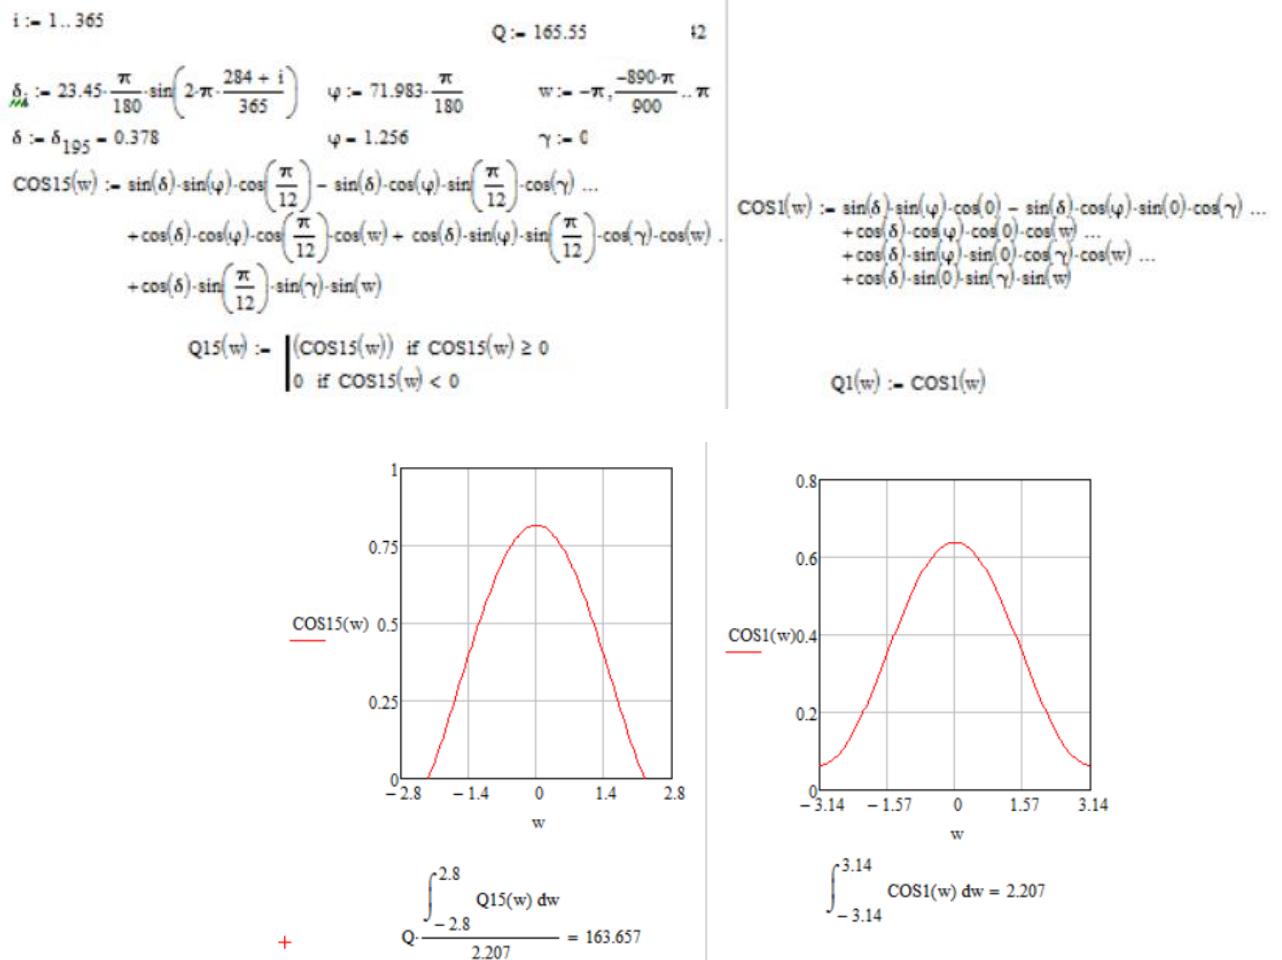 i := 1 .. 365
Q := 165.55
42
δ_i := 23.45·π/180·sin(2·π·(284 + i)/365)
φ := 71.983·π/180
w := −π, −890·π/900 .. π
δ := δ_195 = 0.378
φ = 1.256
γ := 0
COS15(w) := sin(δ)·sin(φ)·cos(π/12) − sin(δ)·cos(φ)·sin(π/12)·cos(γ) ...
+cos(δ)·cos(φ)·cos(π/12)·cos(w) + cos(δ)·sin(φ)·sin(π/12)·cos(γ)·cos(w) .
+cos(δ)·sin(π/12)·sin(γ)·sin(w)
Q15(w) := (COS15(w)) if COS15(w) ≥ 0
0 if COS15(w) < 0
COS1(w) := sin(δ)·sin(φ)·cos(0) − sin(δ)·cos(φ)·sin(0)·cos(γ) ...
+cos(δ)·cos(φ)·cos(0)·cos(w) ...
+cos(δ)·sin(φ)·sin(0)·cos(γ)·cos(w) ...
+cos(δ)·sin(0)·sin(γ)·sin(w)
Q1(w) := COS1(w)
1
0.75
COS15(w) 0.5
0.25
0
−2.8 −1.4 0 1.4 2.8
w
Q·∫_{−2.8}^{2.8} Q15(w) dw / 2.207 = 163.657
0.8
0.6
COS1(w) 0.4
0.2
0
−3.14 −1.57 0 1.57 3.14
w
∫_{−3.14}^{3.14} COS1(w) dw = 2.207